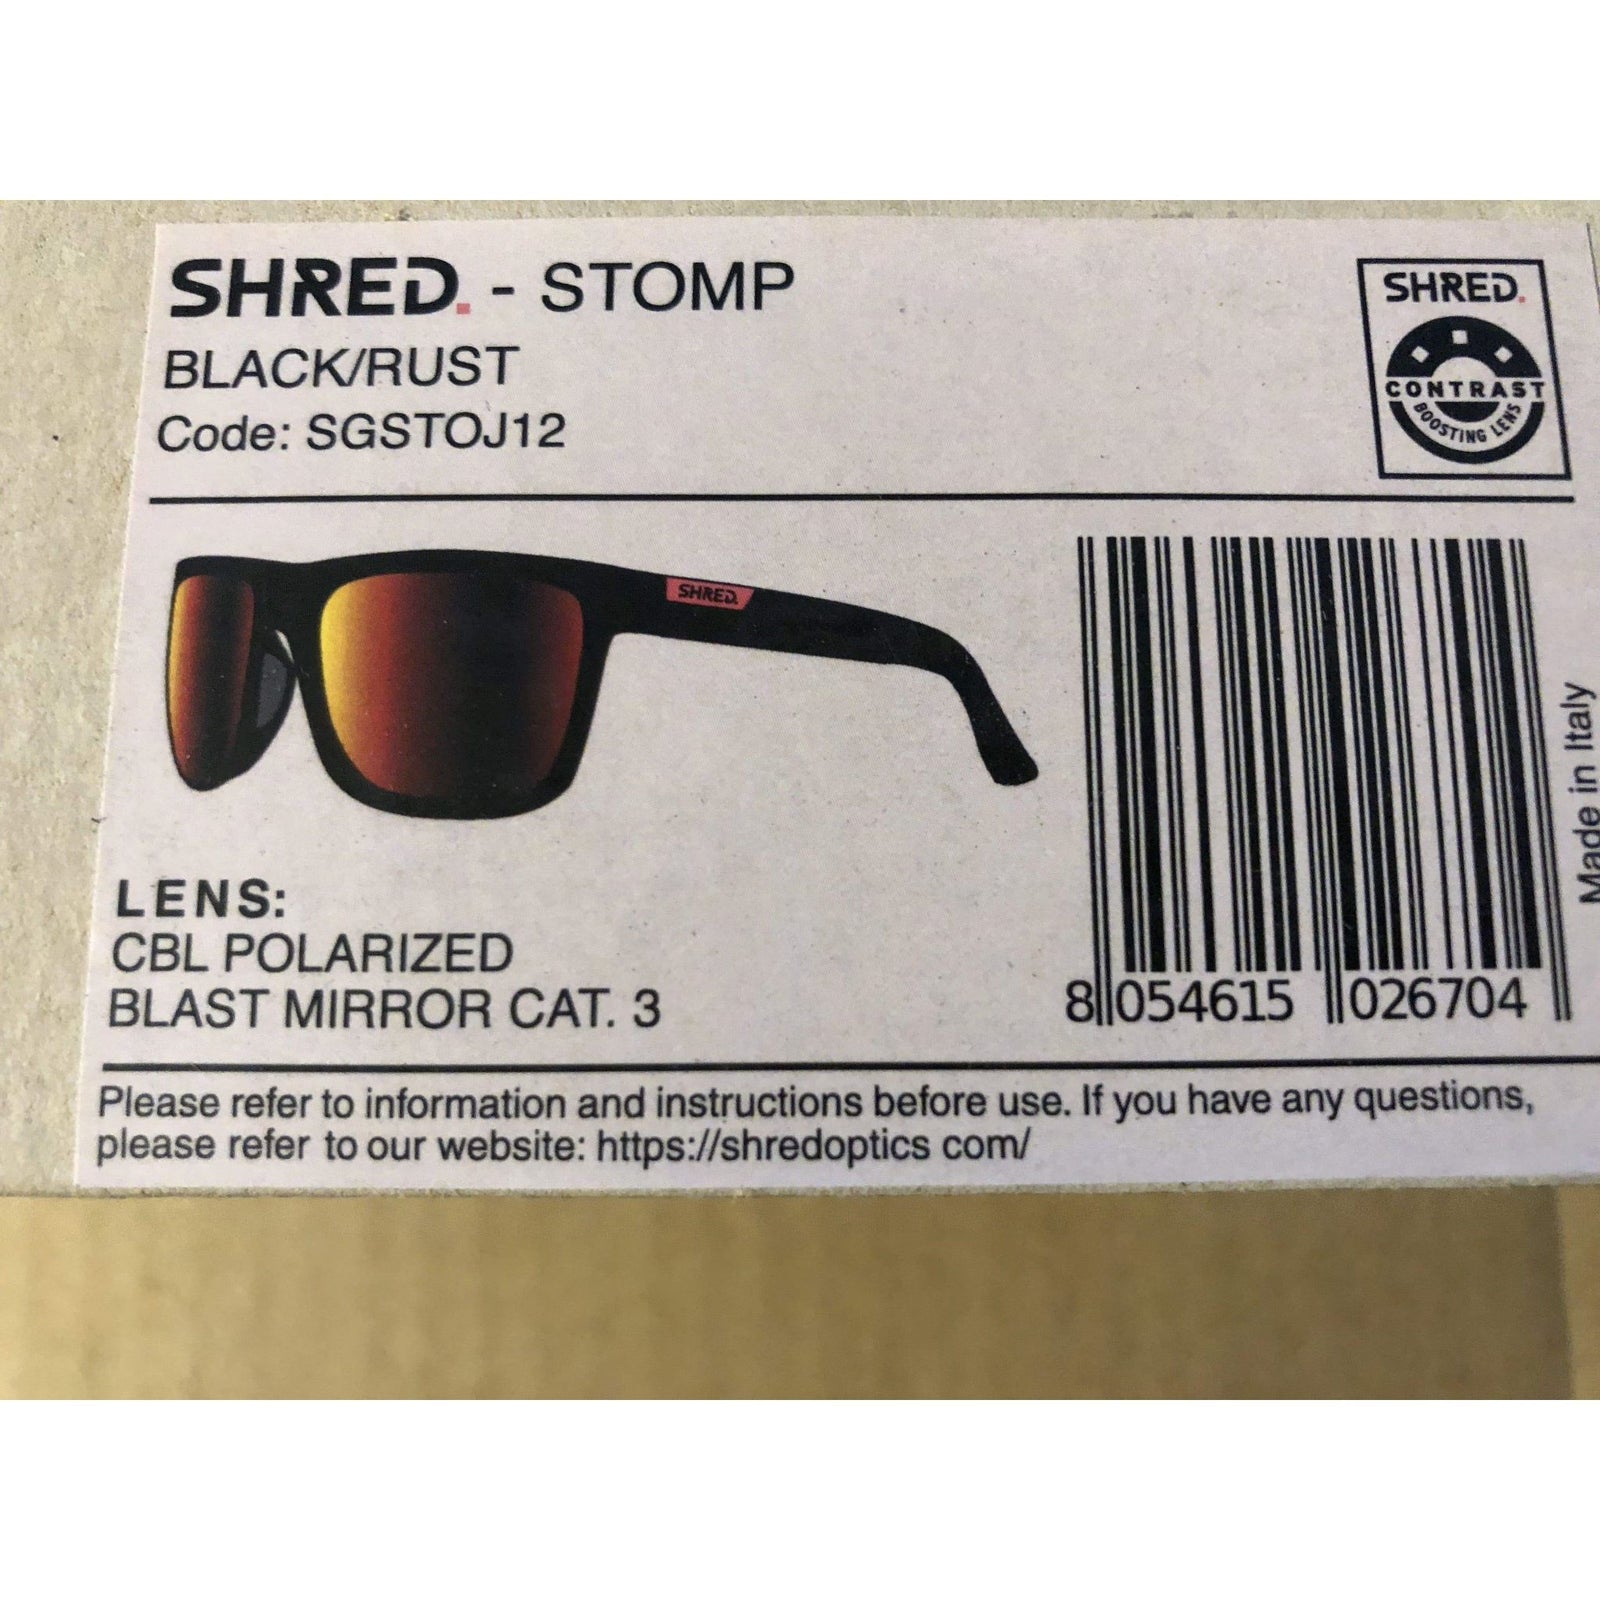 SHRED. - STOMP
BLACK/RUST
Code: SGSTOJ12
SHRED.
CONTRAST
BOOSTING LENS
SHRED.
LENS:
CBL POLARIZED
BLAST MIRROR CAT. 3
8 054615 026704
Made in Italy
Please refer to information and instructions before use. If you have any questions,
please refer to our website: https://shredoptics com/